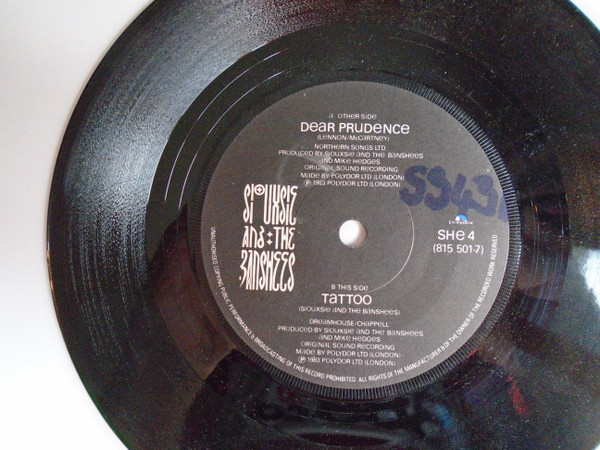 a OTHER SIDE
DEAR PRUDENCE
(LENNON/McCARTNEY)
NORTHERN SONGS LTD
PRODUCED BY SIOUXSIE AND THE BANSHEES
AND MIKE HEDGES
ORIGINAL SOUND RECORDING
MADE BY POLYDOR LTD (LONDON)
℗ 1983 POLYDOR LTD (LONDON)
SIOUXSIE
AND THE
BANSHEES
SHe 4
(815 501-7)
B THIS SIDE
TATTOO
(SIOUXSIE AND THE BANSHEES)
DREAMHOUSE/CHAPPELL
PRODUCED BY SIOUXSIE AND THE BANSHEES
AND MIKE HEDGES
ORIGINAL SOUND RECORDING
MADE BY POLYDOR LTD (LONDON)
℗ 1983 POLYDOR LTD (LONDON)
UNAUTHORISED COPYING, PUBLIC PERFORMANCE & BROADCASTING OF THIS RECORD PROHIBITED. ALL RIGHTS OF THE MANUFACTURER & OF THE OWNER OF THE RECORDED WORK RESERVED